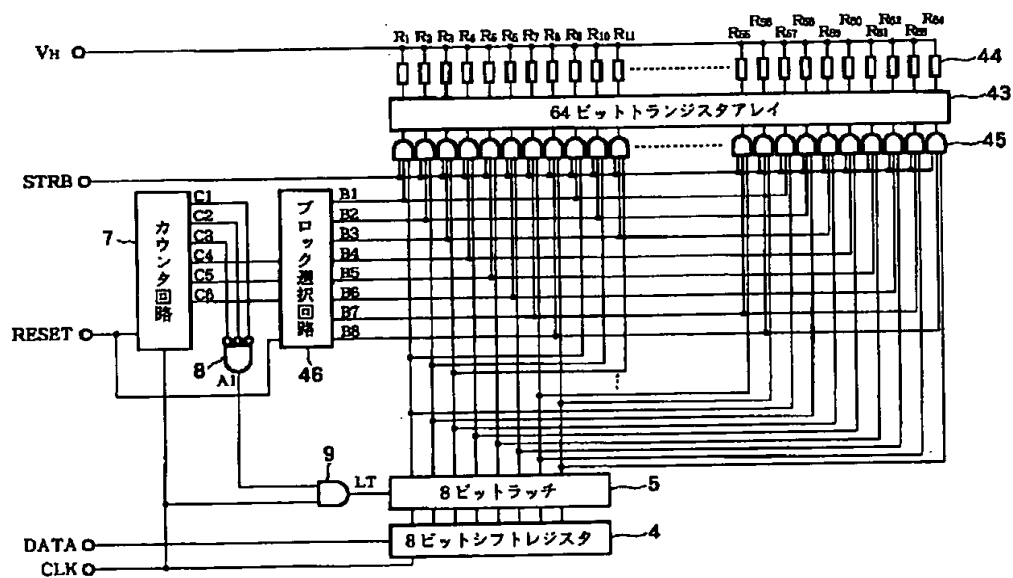 R58 R60 R62 R64
R1 R2 R3 R4 R5 R6 R7 R8 R9 R10 R11
R57 R59 R61 R63
VH
44
43
64ビットトランジスタアレイ
45
STRB
カウンタ回路
7
C1
C2
C3
C4
C5
C6
ブロック選択回路
46
B1
B2
B3
B4
B5
B6
B7
B8
RESET
8
A1
9
LT
8ビットラッチ
5
8ビットシフトレジスタ
4
DATA
CLK